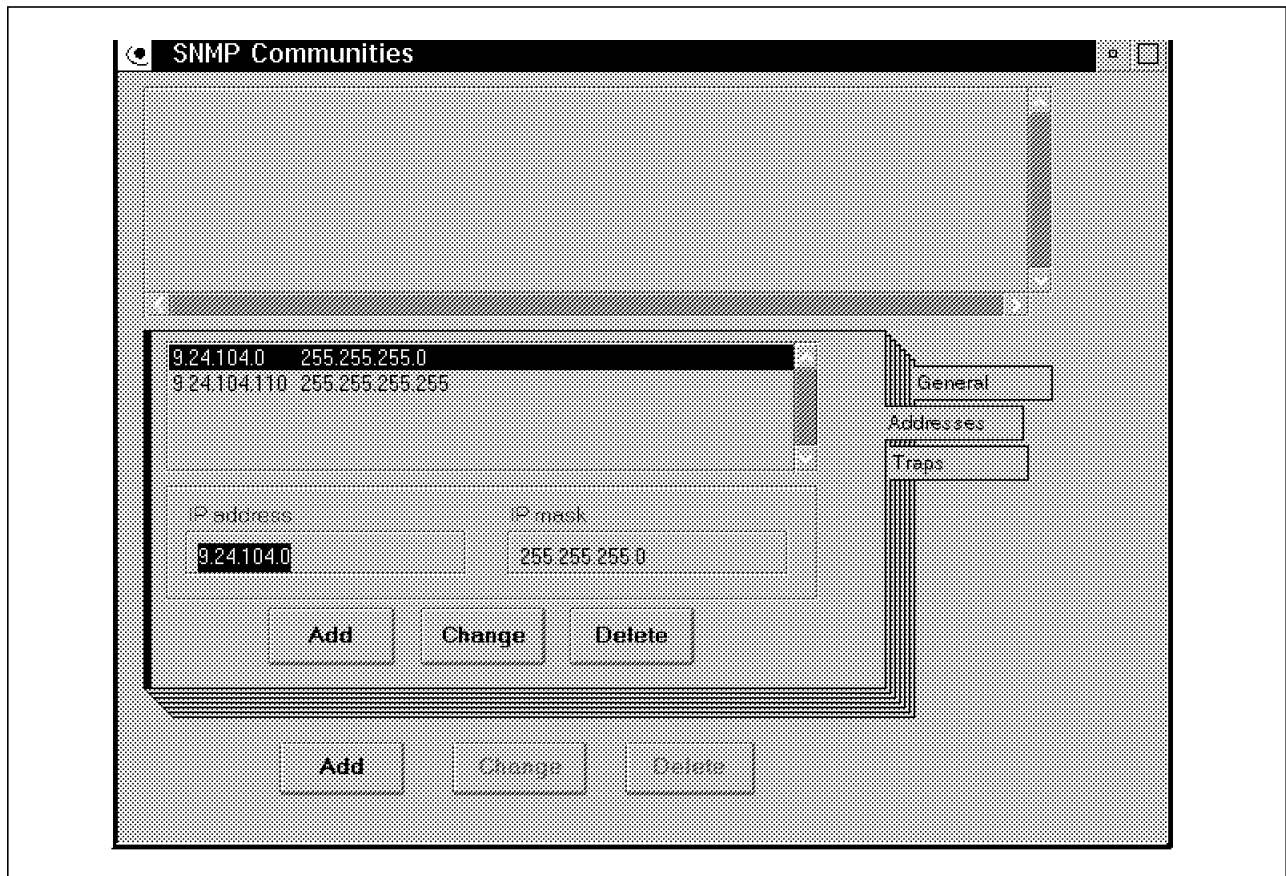 SNMP Communities
9.24.104.0 255.255.255.0
9.24.104.110 255.255.255.255
General
Addresses
Traps
IP address IP mask
9.24.104.0 255.255.255.0
Add Change Delete
Add Change Delete